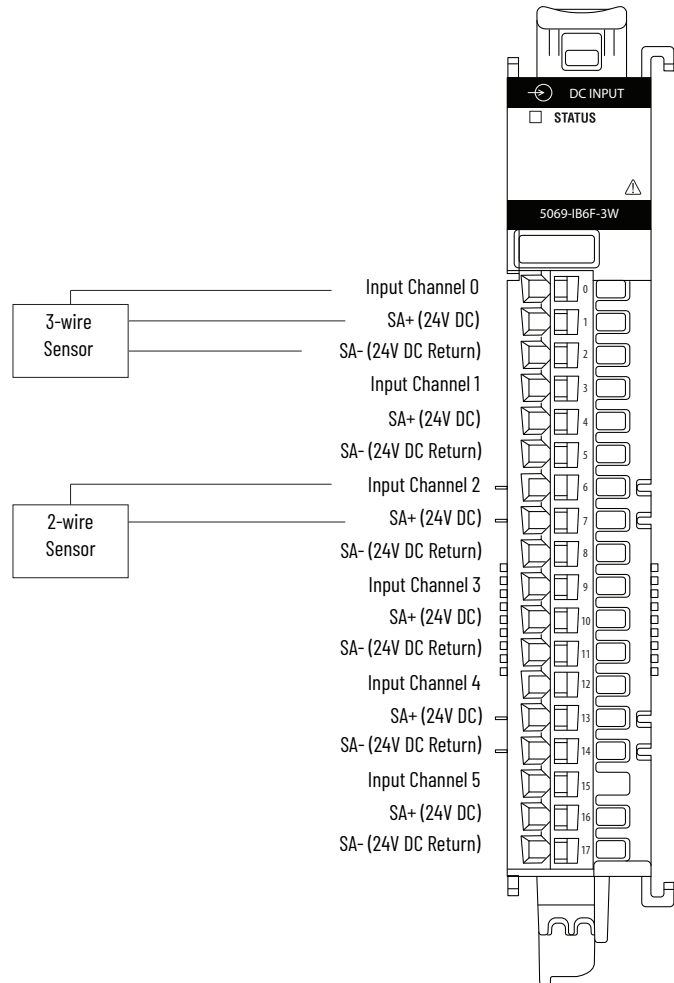 DC INPUT
STATUS
5069-IB6F-3W
Input Channel 0
0
SA+ (24V DC)
1
3-wire
Sensor
SA- (24V DC Return)
2
Input Channel 1
3
SA+ (24V DC)
4
SA- (24V DC Return)
5
Input Channel 2
6
2-wire
Sensor
SA+ (24V DC)
7
SA- (24V DC Return)
8
Input Channel 3
9
SA+ (24V DC)
10
SA- (24V DC Return)
11
Input Channel 4
12
SA+ (24V DC)
13
SA- (24V DC Return)
14
Input Channel 5
15
SA+ (24V DC)
16
SA- (24V DC Return)
17